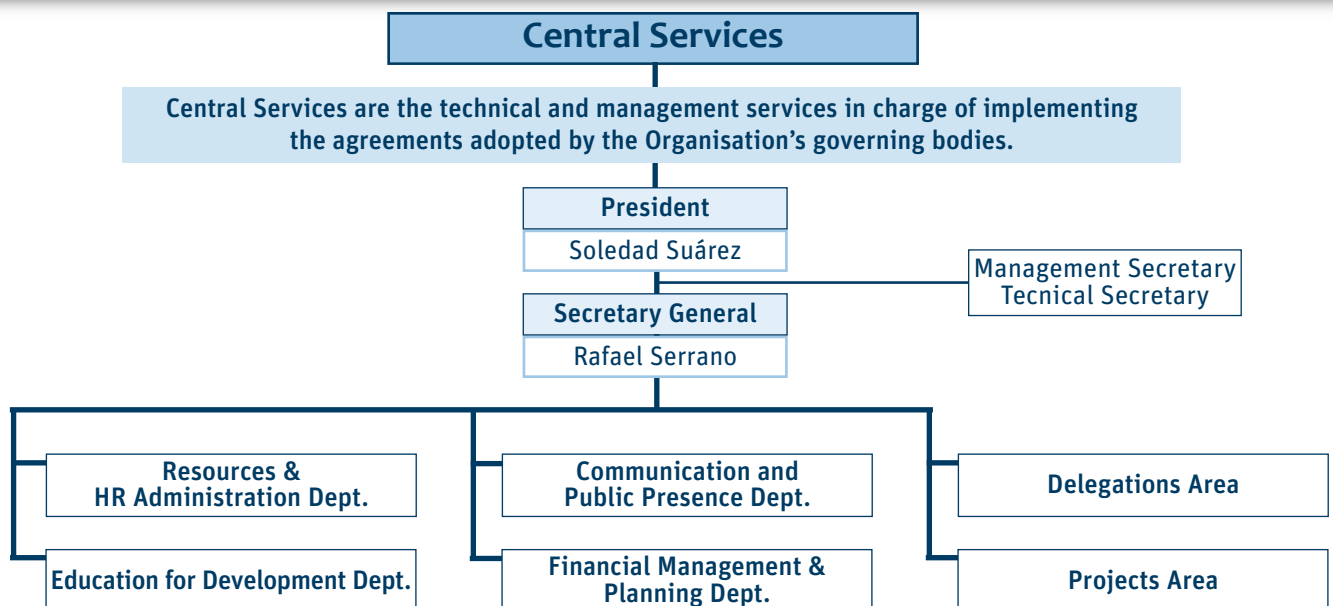 Central Services
Central Services are the technical and management services in charge of implementing
the agreements adopted by the Organisation’s governing bodies.
President
Soledad Suárez
Management Secretary
Tecnical Secretary
Secretary General
Rafael Serrano
Resources &
HR Administration Dept.
Communication and
Public Presence Dept.
Delegations Area
Education for Development Dept.
Financial Management &
Planning Dept.
Projects Area